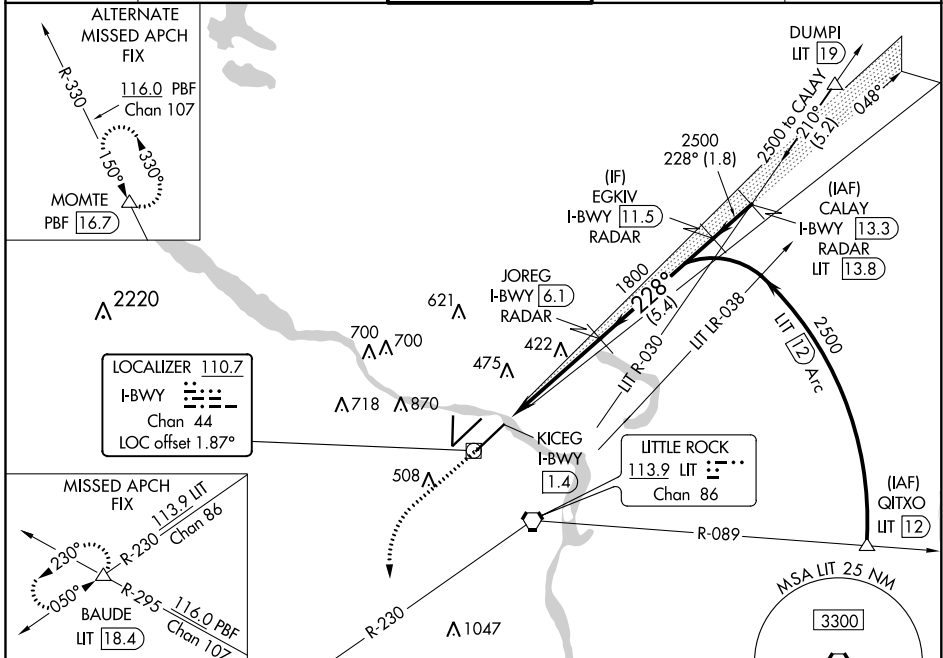 ALTERNATE
MISSED APCH
FIX
R-330
116.0 PBF
Chan 107
150°
330°
MOMTE
PBF 16.7
DUMPI
LIT 19
2500 to CALAY
210°
(5.2)
048°
2500
228° (1.8)
(IF)
EGKIV
I-BWY 11.5
RADAR
(IAF)
CALAY
I-BWY 13.3
RADAR
LIT 13.8
JOREG
I-BWY 6.1
RADAR
1800
228°
(5.4)
LIT R-030
LIT LR-038
2500
LIT 12 Arc
2220
621
700
700
422
475
718
870
508
1047
LOCALIZER 110.7
I-BWY
Chan 44
LOC offset 1.87°
KICEG
I-BWY
1.4
LITTLE ROCK
113.9 LIT
Chan 86
(IAF)
QITXO
LIT 12
R-089
R-230
MISSED APCH
FIX
113.9 LIT
R-230 Chan 86
230°
050°
R-295 116.0 PBF
Chan 107
BAUDE
LIT 18.4
MSA LIT 25 NM
3300